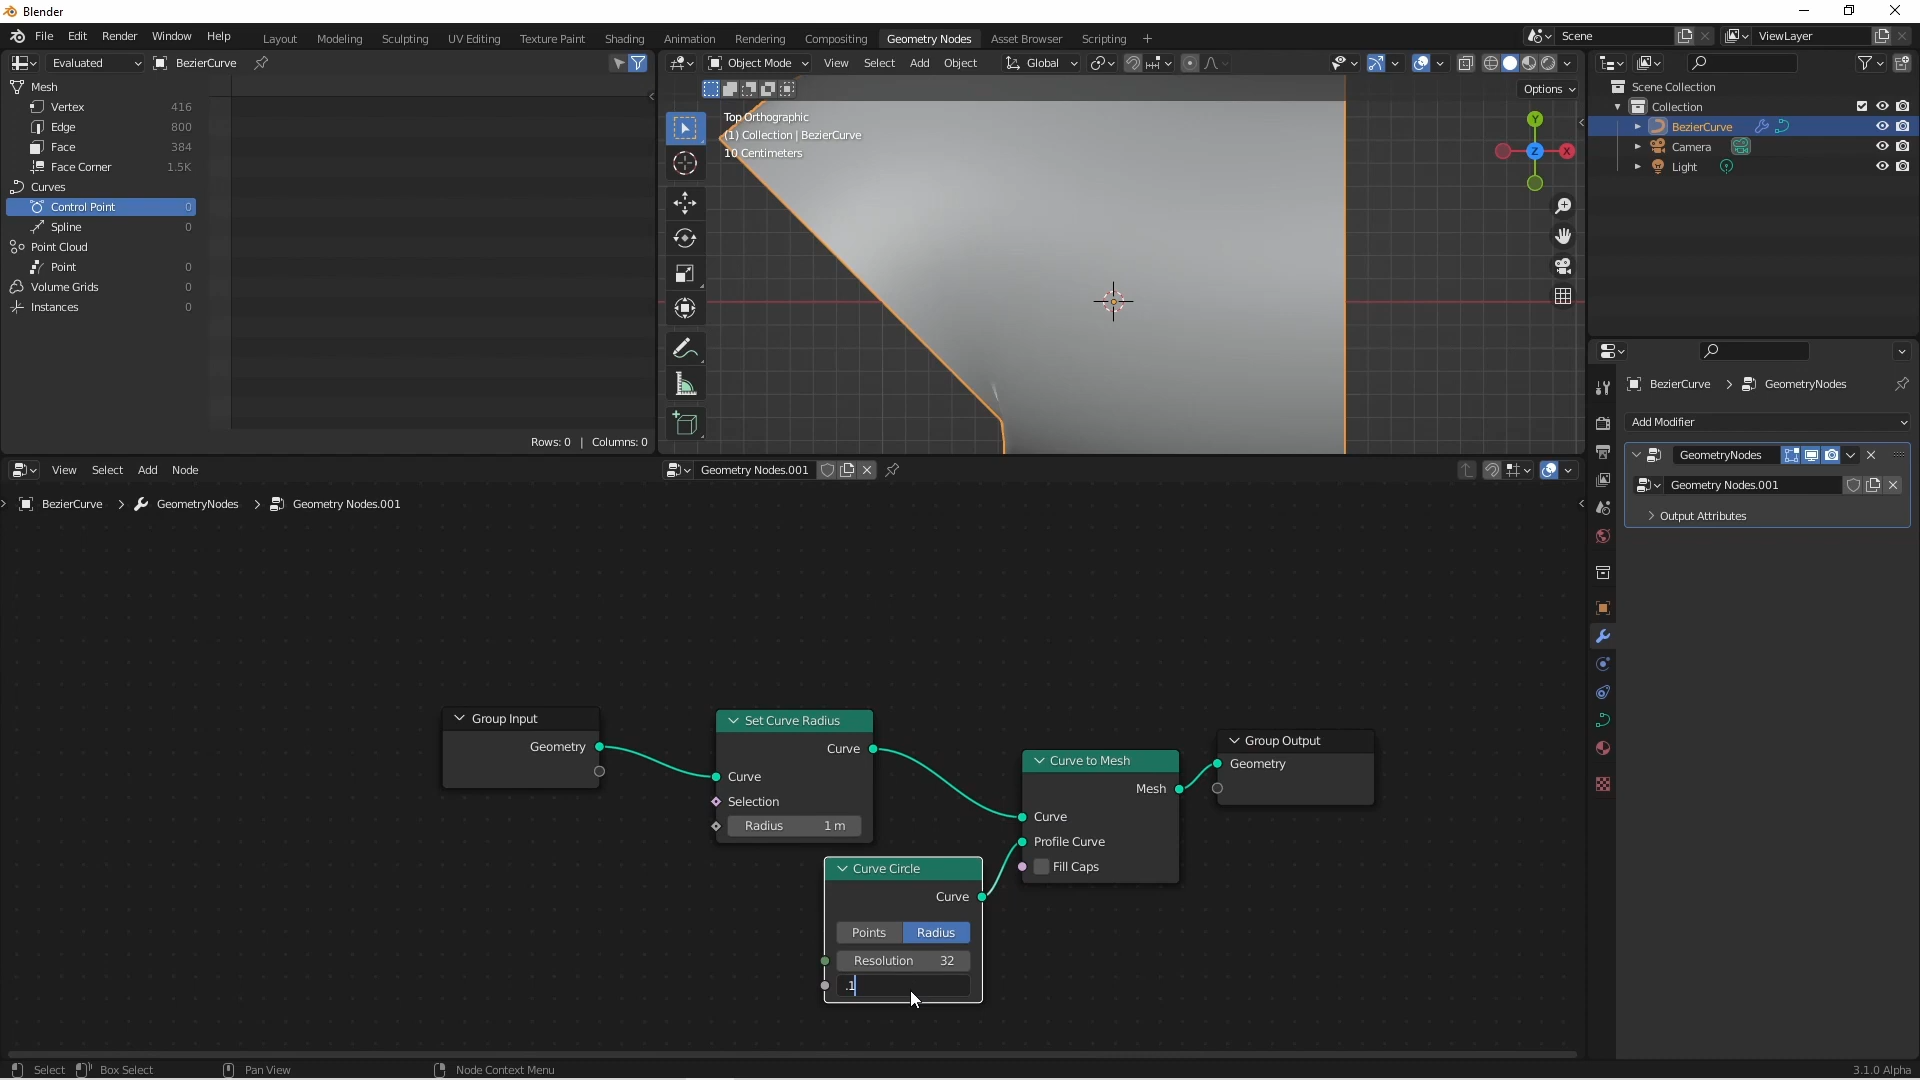 Blender
File Edit Render Window Help
Layout Modeling Sculpting UV Editing Texture Paint Shading Animation Rendering Compositing Geometry Nodes Asset Browser Scripting +
Scene
ViewLayer
Evaluated
BezierCurve
Object Mode
View Select Add Object
Global
Options
Mesh
Vertex 416
Edge 800
Face 384
Face Corner 1.5K
Curves
Control Point 0
Spline 0
Point Cloud
Point 0
Volume Grids 0
Instances 0
Rows: 0 | Columns: 0
Top Orthographic
(1) Collection | BezierCurve
10 Centimeters
Y
Z
X
Scene Collection
Collection
BezierCurve
Camera
Light
BezierCurve > GeometryNodes
Add Modifier
GeometryNodes
Geometry Nodes.001
Output Attributes
View Select Add Node
Geometry Nodes.001
BezierCurve > GeometryNodes > Geometry Nodes.001
Group Input
Geometry
Set Curve Radius
Curve
Curve
Selection
Radius 1 m
Curve Circle
Curve
Points Radius
Resolution 32
.1
Curve to Mesh
Mesh
Curve
Profile Curve
Fill Caps
Group Output
Geometry
Select
Box Select
Pan View
Node Context Menu
3.1.0 Alpha